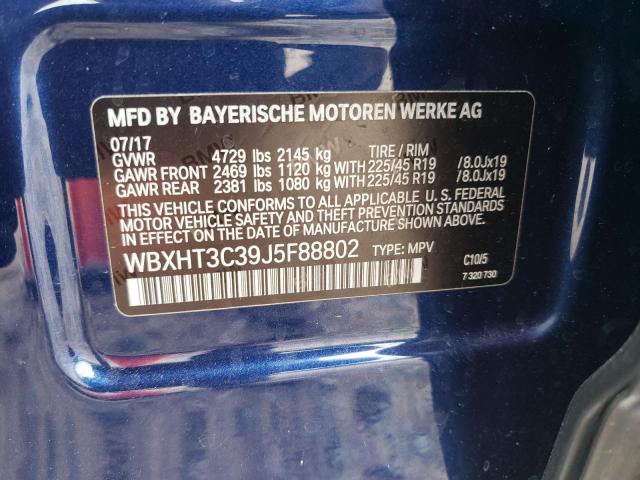 MFD BY BAYERISCHE MOTOREN WERKE AG
07/17
GVWR 4729 lbs 2145 kg TIRE / RIM
GAWR FRONT 2469 lbs 1120 kg WITH 225/45 R19 /8.0Jx19
GAWR REAR 2381 lbs 1080 kg WITH 225/45 R19 /8.0Jx19
THIS VEHICLE CONFORMS TO ALL APPLICABLE U. S. FEDERAL
MOTOR VEHICLE SAFETY AND THEFT PREVENTION STANDARDS
IN EFFECT ON THE DATE OF MANUFACTURE SHOWN ABOVE.
WBXHT3C39J5F88802 TYPE: MPV
C10/5
7 320 730